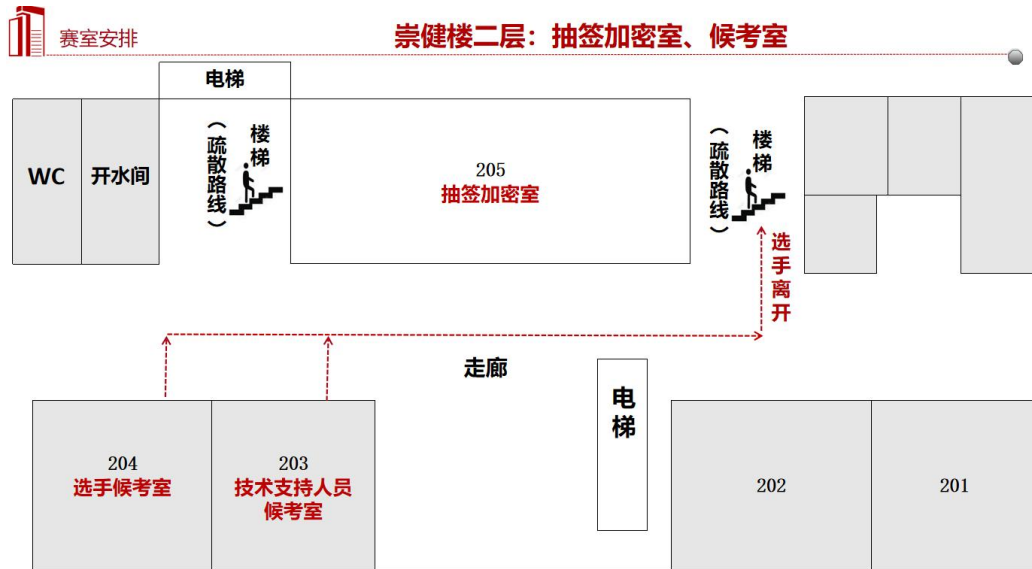 赛室安排
崇健楼二层：抽签加密室、候考室
电梯
WC
开水间
（疏散路线）
楼梯
205
抽签加密室
（疏散路线）
楼梯
选手离开
走廊
电梯
204
选手候考室
203
技术支持人员
候考室
202
201